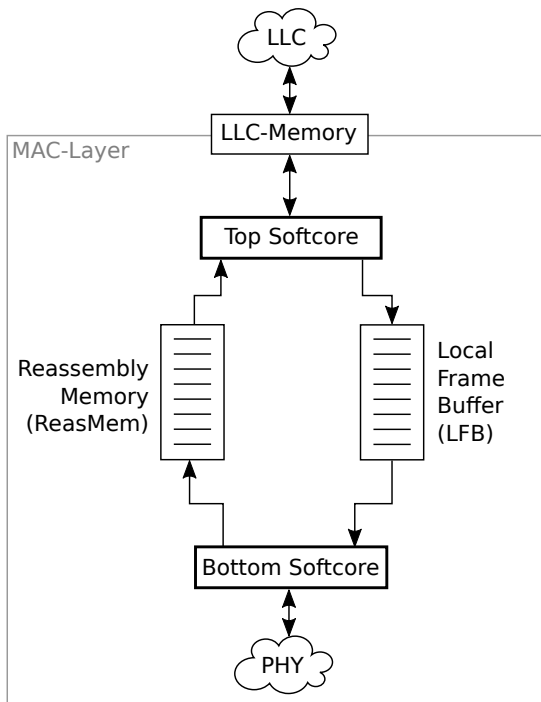 LLC
LLC-Memory
MAC-Layer
Top Softcore
Reassembly
Memory
(ReasMem)
Local
Frame
Buffer
(LFB)
Bottom Softcore
PHY